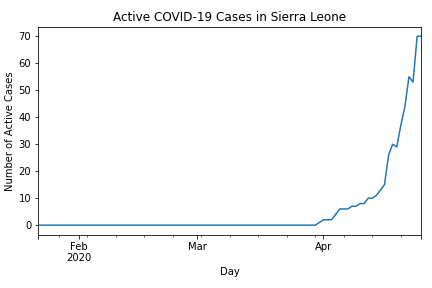 Active COVID-19 Cases in Sierra Leone
Number of Active Cases
70
60
50
40
30
20
10
0
Feb
2020
Mar
Apr
Day